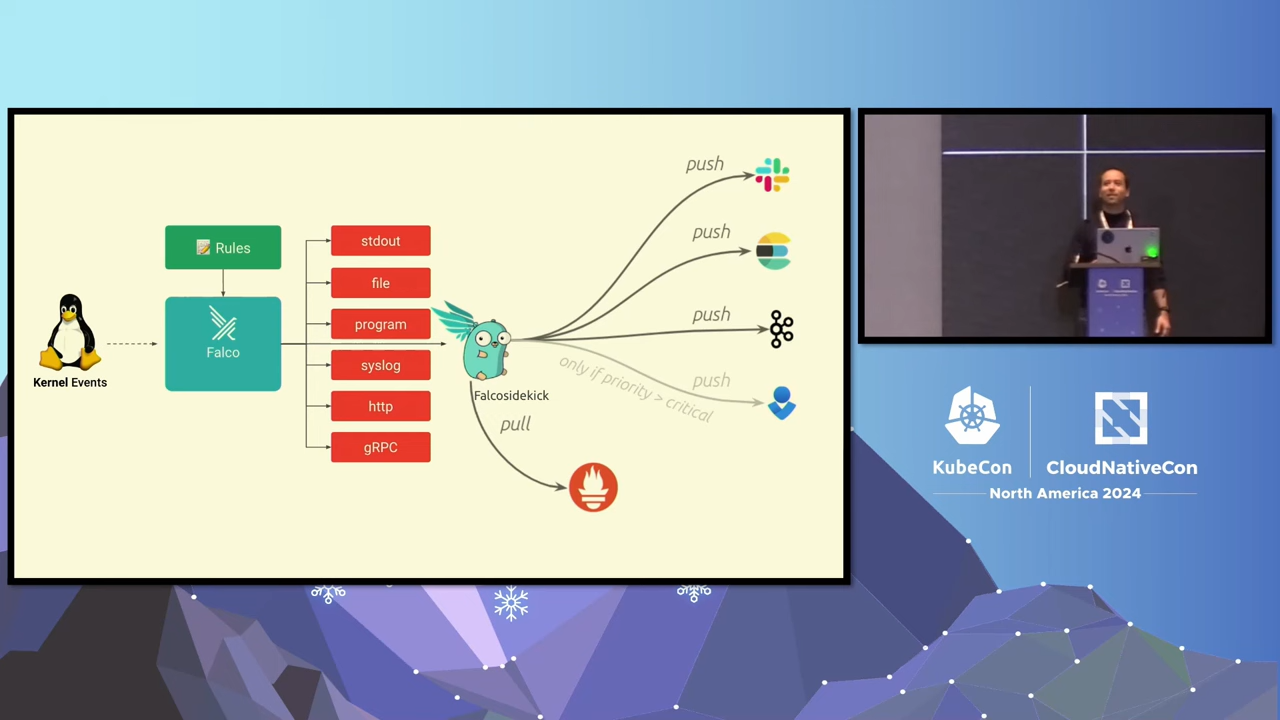 push
push
📝 Rules
stdout
file
program
syslog
http
gRPC
Falco
Kernel Events
push
push
only if priority > critical
Falcosidekick
pull
KubeCon
CloudNativeCon
North America 2024